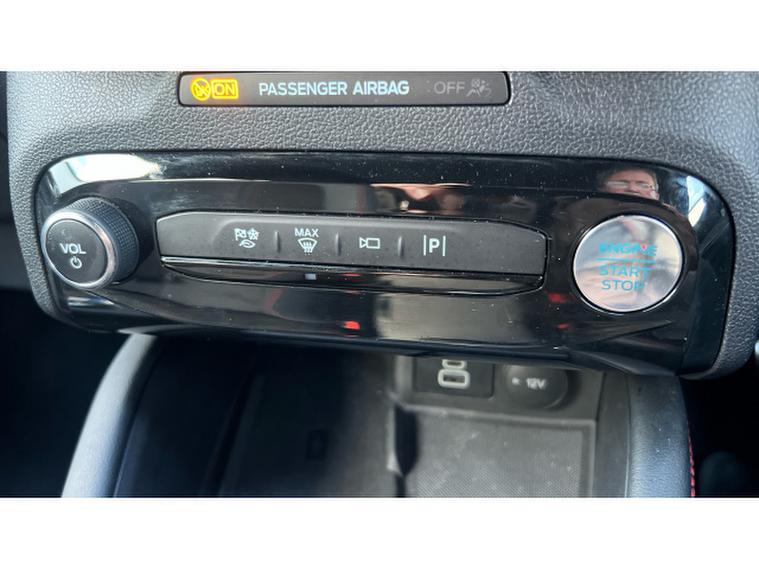 ON PASSENGER AIRBAG OFF
VOL
MAX
P
ENGINE
START
STOP
12V